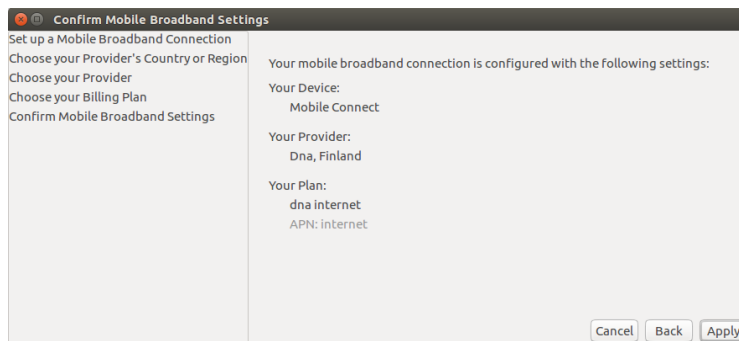 Confirm Mobile Broadband Settings
Set up a Mobile Broadband Connection
Choose your Provider's Country or Region
Choose your Provider
Choose your Billing Plan
Confirm Mobile Broadband Settings
Your mobile broadband connection is configured with the following settings:
Your Device:
Mobile Connect
Your Provider:
Dna, Finland
Your Plan:
dna internet
APN: internet
Cancel Back Apply